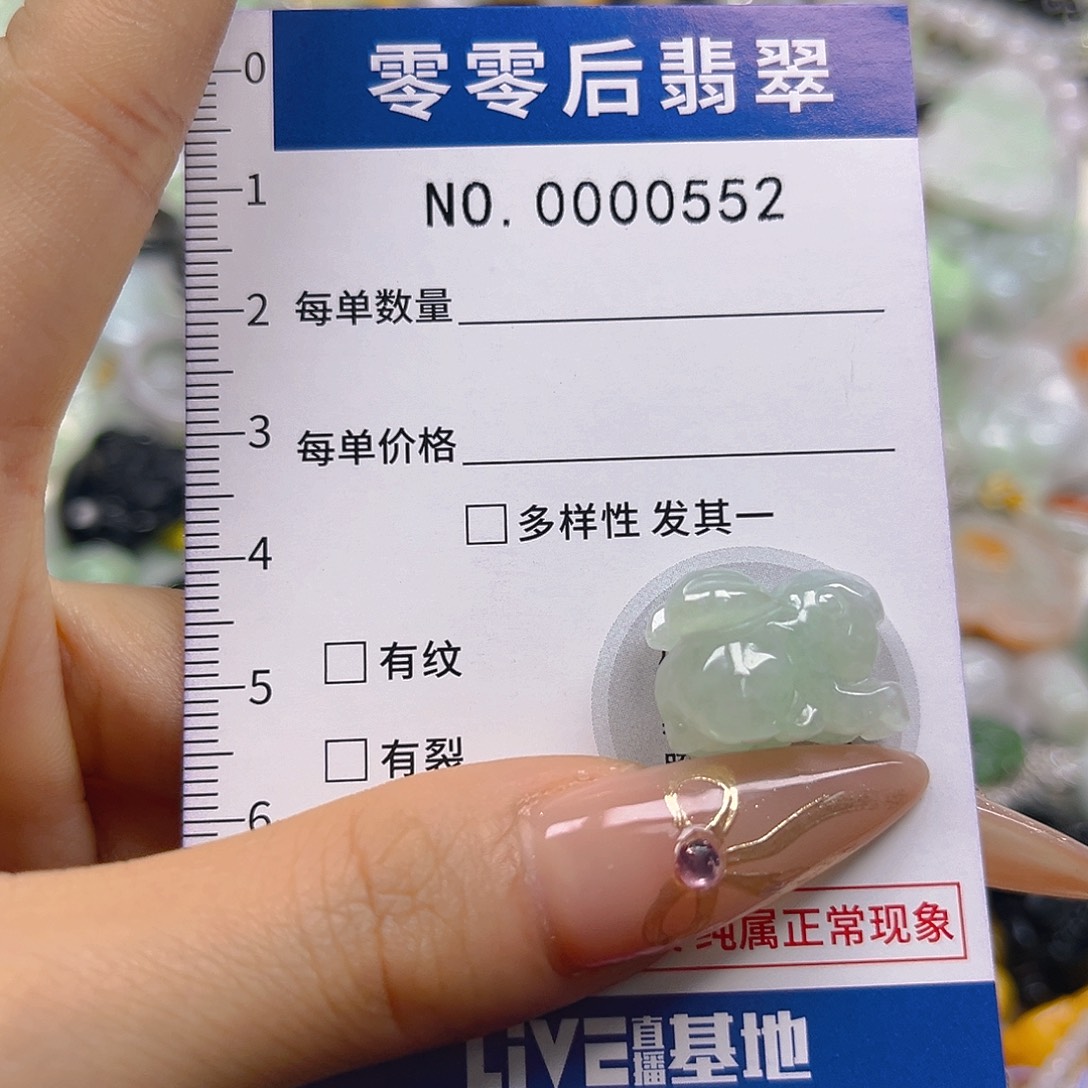 零零后翡翠
0
NO. 0000552
1
2
每单数量
3
每单价格
□多样性 发其一
4
□有纹
5
□有裂
6
纯属正常现象
LiVE直播基地